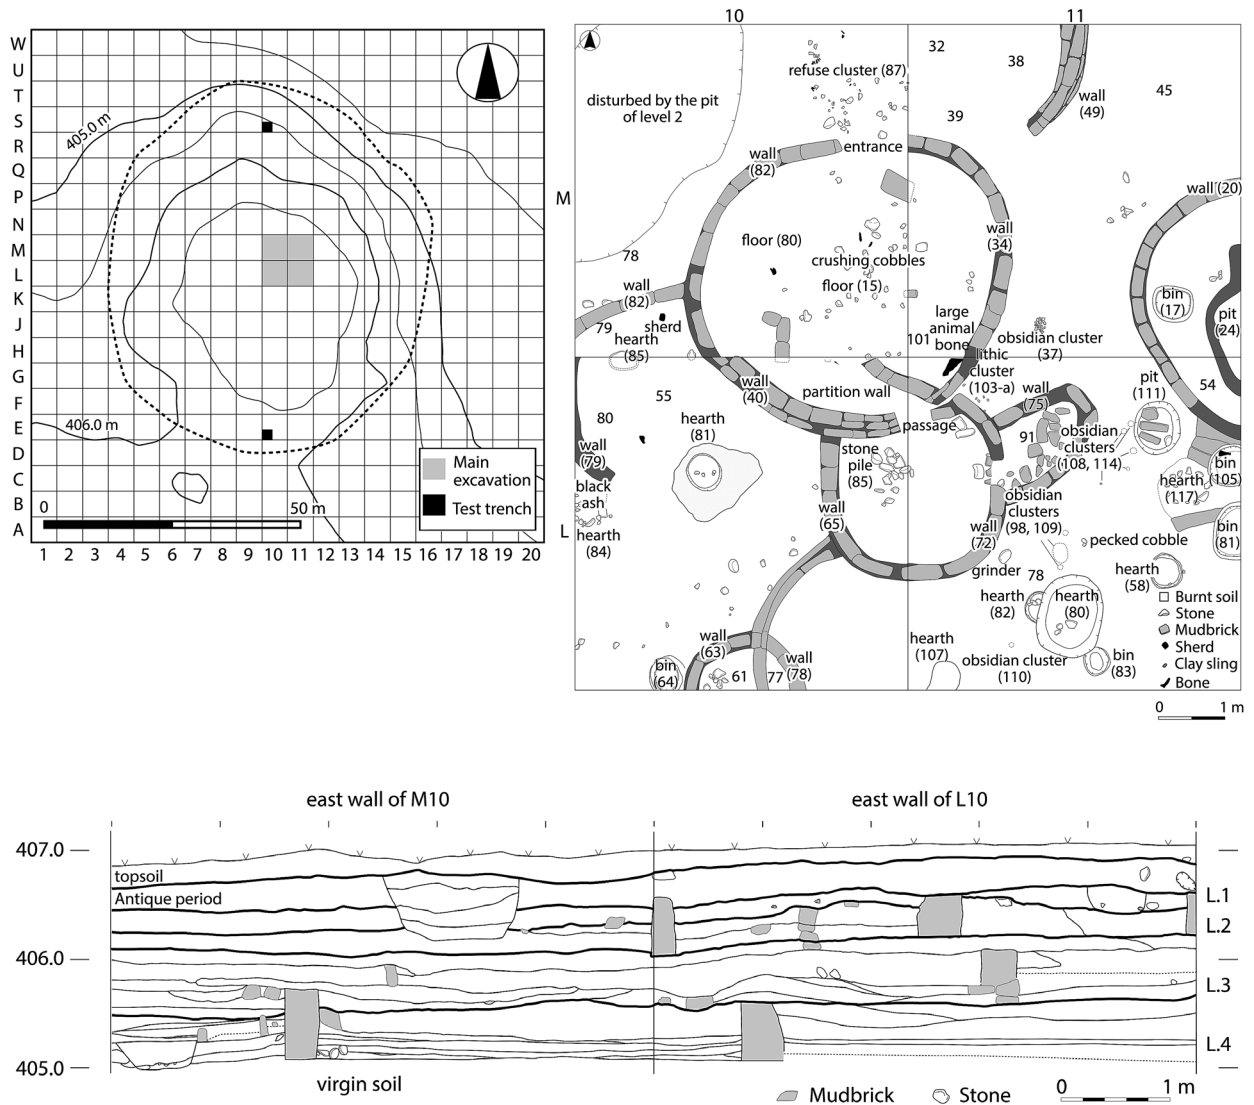 W
U
T
S
R
Q
P
N
M
L
K
J
H
G
F
E
D
C
B
A
1 2 3 4 5 6 7 8 9 10 11 12 13 14 15 16 17 18 19 20
405.0 m
406.0 m
Main
excavation
Test trench
0 50 m
10 11
M
L
32
38
45
39
refuse cluster (87)
disturbed by the pit
of level 2
wall
(49)
entrance
wall
(82)
wall (20)
wall
(34)
floor (80)
78
crushing cobbles
floor (15)
wall
(82)
bin
(17)
pit
(24)
79
sherd
hearth
(85)
large
animal
bone
101
obsidian cluster
(37)
lithic
cluster
(103-a)
wall
(40)
partition wall
wall
(75)
pit
(111)
54
55
80
hearth
(81)
passage
91
obsidian
clusters
(108, 114)
wall
(79)
stone
pile
(85)
bin
(105)
black
ash
hearth
(117)
obsidian
clusters
(98, 109)
wall
(65)
wall
(72)
bin
(81)
hearth
(84)
pecked cobble
grinder
78
hearth
(58)
hearth
(82)
hearth
(80)
wall
(63)
hearth
(107)
obsidian cluster
(110)
bin
(83)
bin
(64)
61
77
wall
(78)
Burnt soil
Stone
Mudbrick
Sherd
Clay sling
Bone
0 1 m
east wall of M10
east wall of L10
407.0
topsoil
Antique period
L.1
L.2
406.0
L.3
L.4
405.0
virgin soil
Mudbrick
Stone
0 1 m